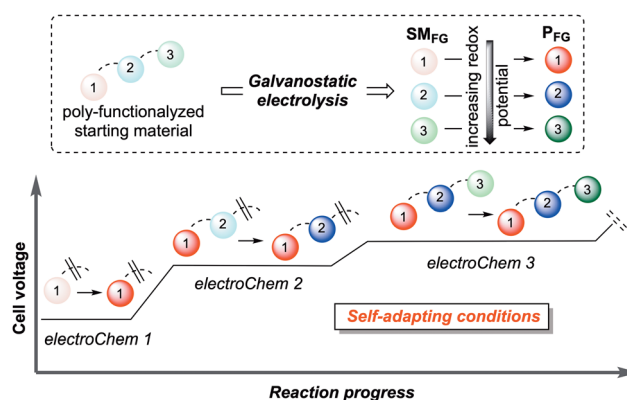 1
2
3
poly-functionalized
starting material
Galvanostatic
electrolysis
SM_FG
P_FG
1
1
2
2
3
3
increasing redox
potential
Cell voltage
1
1
electroChem 1
1
2
1
2
electroChem 2
1
2
3
1
2
3
electroChem 3
Self-adapting conditions
Reaction progress